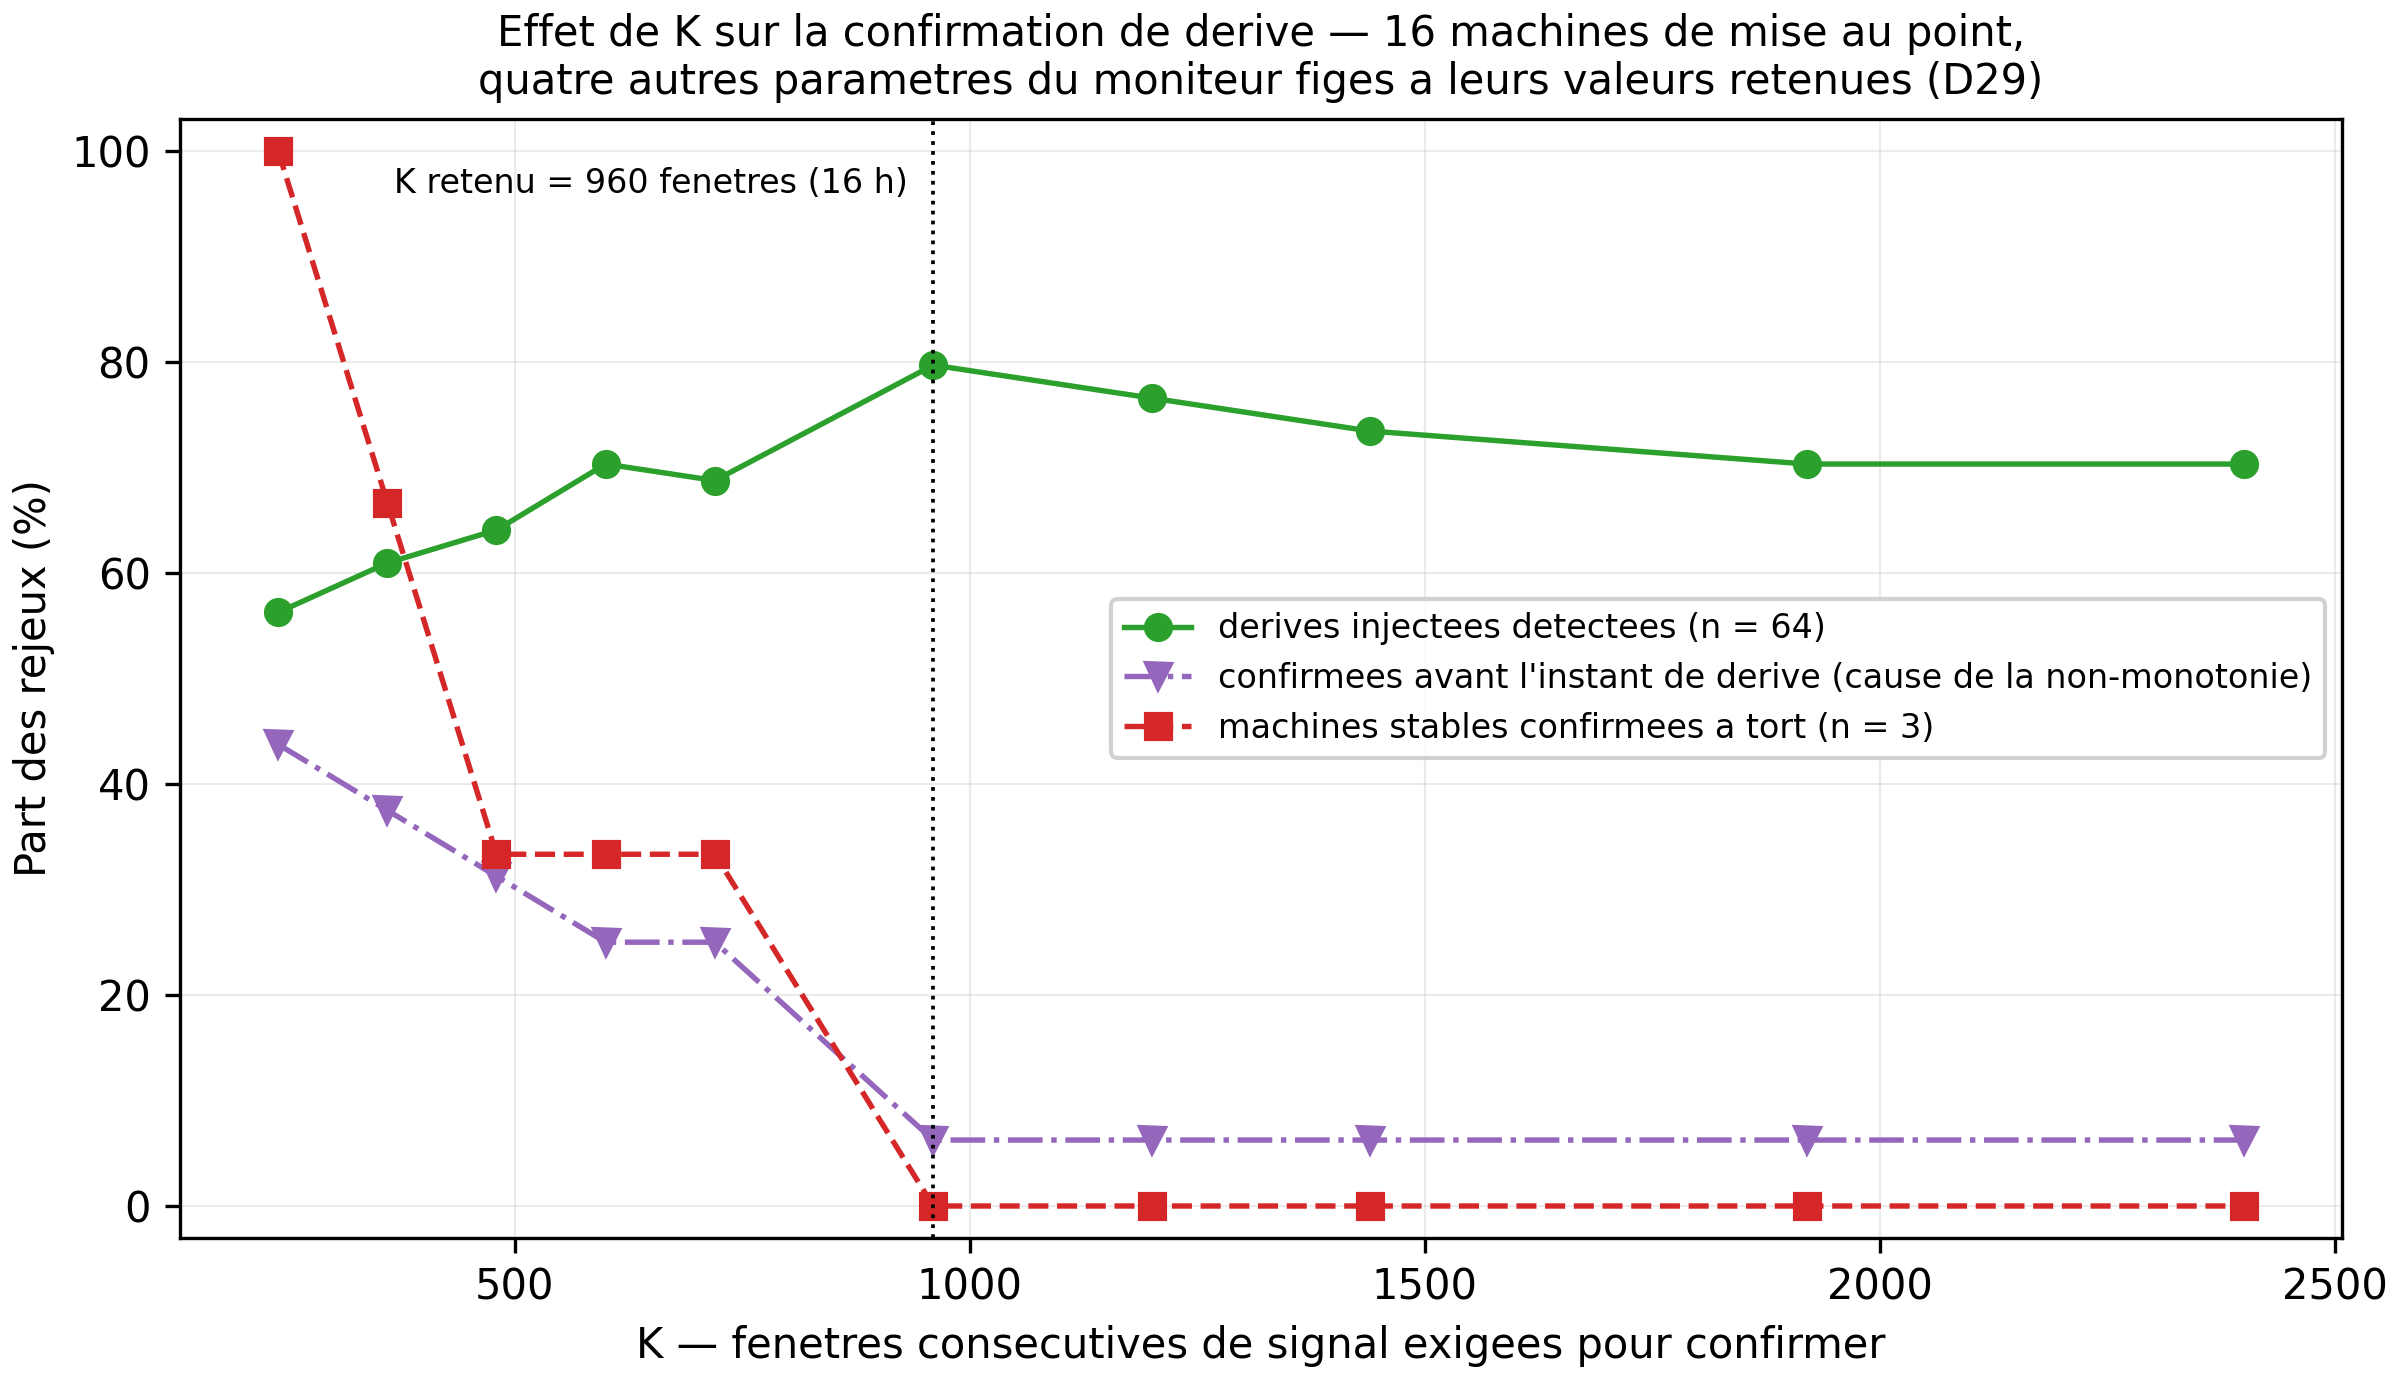 Effet de K sur la confirmation de derive — 16 machines de mise au point,
quatre autres parametres du moniteur figes a leurs valeurs retenues (D29)
K retenu = 960 fenetres (16 h)
Part des rejeux (%)
100
80
60
40
20
0
derives injectees detectees (n = 64)
confirmees avant l'instant de derive (cause de la non-monotonie)
machines stables confirmees a tort (n = 3)
500
1000
1500
2000
2500
K — fenetres consecutives de signal exigees pour confirmer